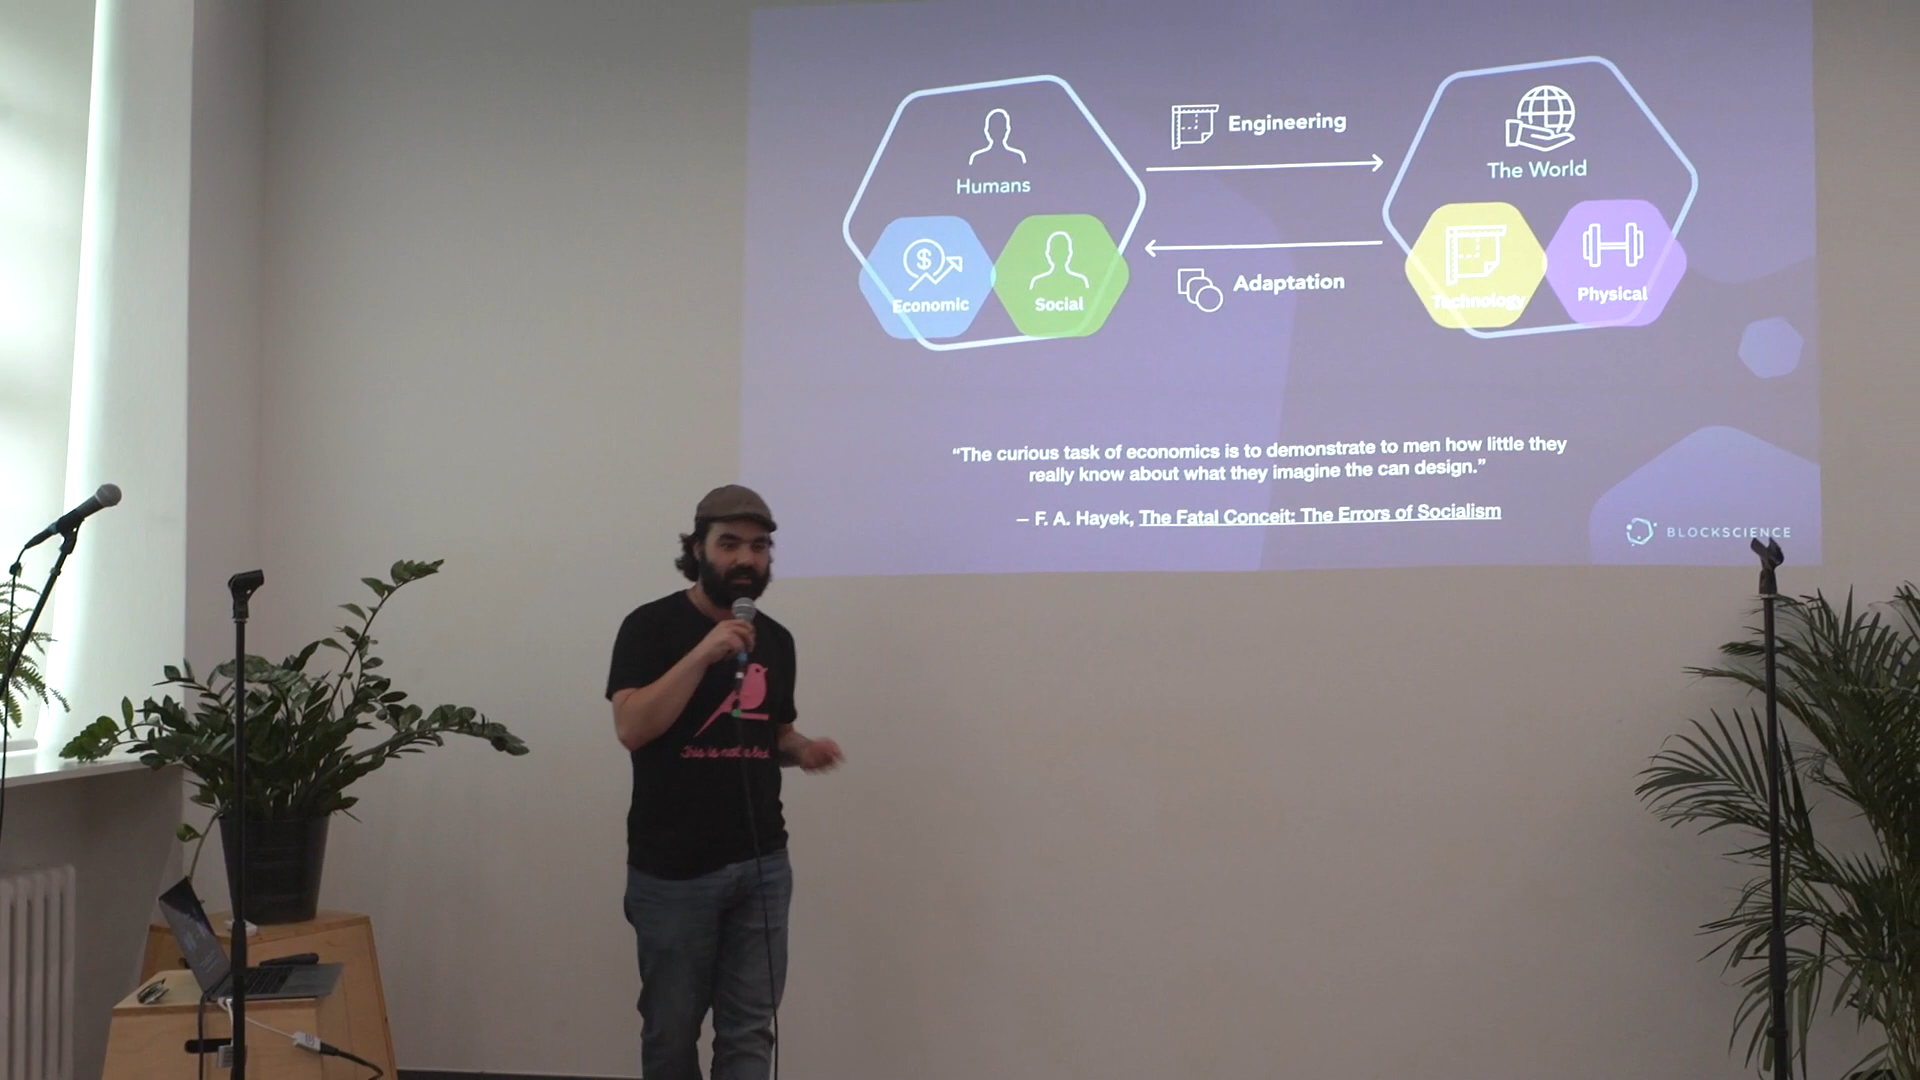 Humans
Economic
Social
Engineering
Adaptation
The World
Technology
Physical
“The curious task of economics is to demonstrate to men how little they
really know about what they imagine the can design.”
– F. A. Hayek, The Fatal Conceit: The Errors of Socialism
BLOCKSCIENCE
This is not a bird.